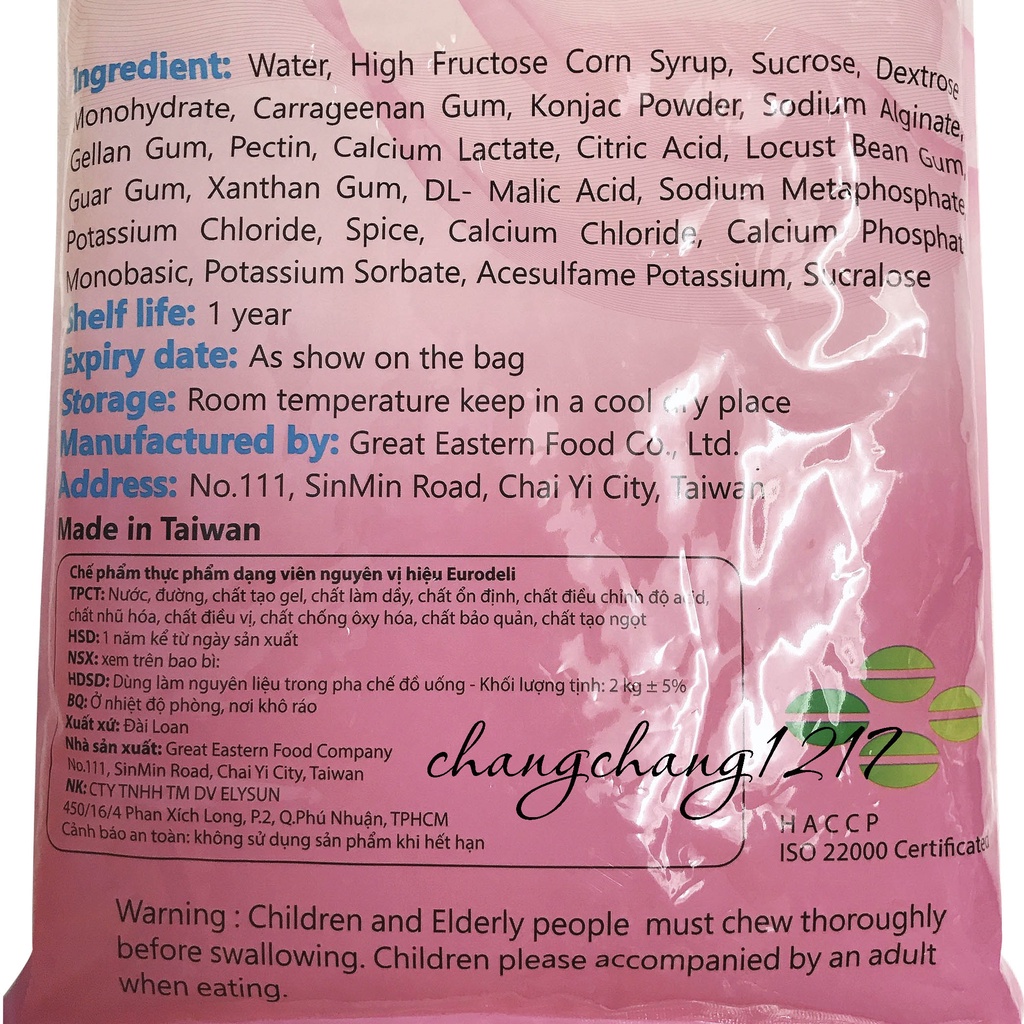 Ingredient: Water, High Fructose Corn Syrup, Sucrose, Dextrose
Monohydrate, Carrageenan Gum, Konjac Powder, Sodium Alginate,
Gellan Gum, Pectin, Calcium Lactate, Citric Acid, Locust Bean Gum,
Guar Gum, Xanthan Gum, DL- Malic Acid, Sodium Metaphosphate
Potassium Chloride, Spice, Calcium Chloride, Calcium Phosphat
Monobasic, Potassium Sorbate, Acesulfame Potassium, Sucralose
Shelf life: 1 year
Expiry date: As show on the bag
Storage: Room temperature keep in a cool dry place
Manufactured by: Great Eastern Food Co., Ltd.
Address: No.111, SinMin Road, Chai Yi City, Taiwan
Made in Taiwan
Chế phẩm thực phẩm dạng viên nguyên vị hiệu Eurodeli
TPCT: Nước, đường, chất tạo gel, chất làm dầy, chất ổn định, chất điều chỉnh độ acid,
chất nhũ hóa, chất điều vị, chất chống ôxy hóa, chất bảo quản, chất tạo ngọt
HSD: 1 năm kể từ ngày sản xuất
NSX: xem trên bao bì:
HDSD: Dùng làm nguyên liệu trong pha chế đồ uống - Khối lượng tịnh: 2 kg ± 5%
BQ: Ở nhiệt độ phòng, nơi khô ráo
Xuất xứ: Đài Loan
Nhà sản xuất: Great Eastern Food Company
No.111, SinMin Road, Chai Yi City, Taiwan
NK: CTY TNHH TM DV ELYSUN
450/16/4 Phan Xích Long, P.2, Q.Phú Nhuận, TPHCM
Cảnh báo an toàn: không sử dụng sản phẩm khi hết hạn
changchang1217
HACCP
ISO 22000 Certificated
Warning : Children and Elderly people must chew thoroughly
before swallowing. Children please accompanied by an adult
when eating.